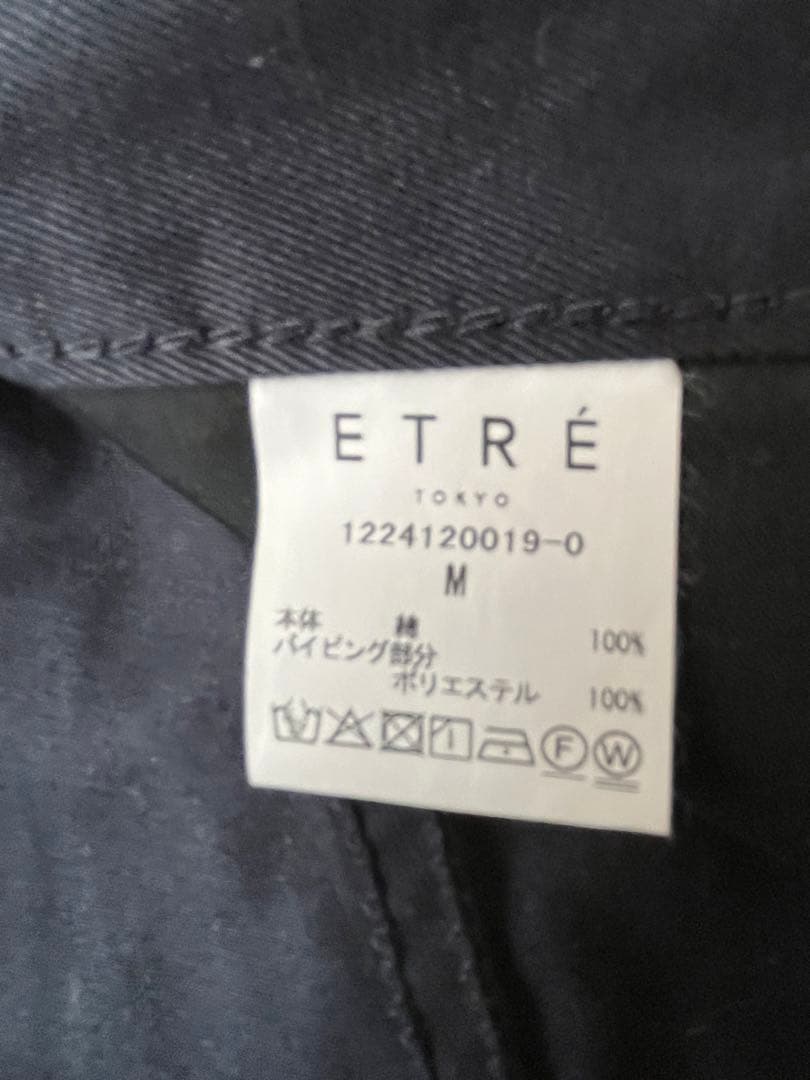 ETRÉ
TOKYO
1224120019-0
M
本体 綿 100%
パイピング部分
ポリエステル 100%
F W